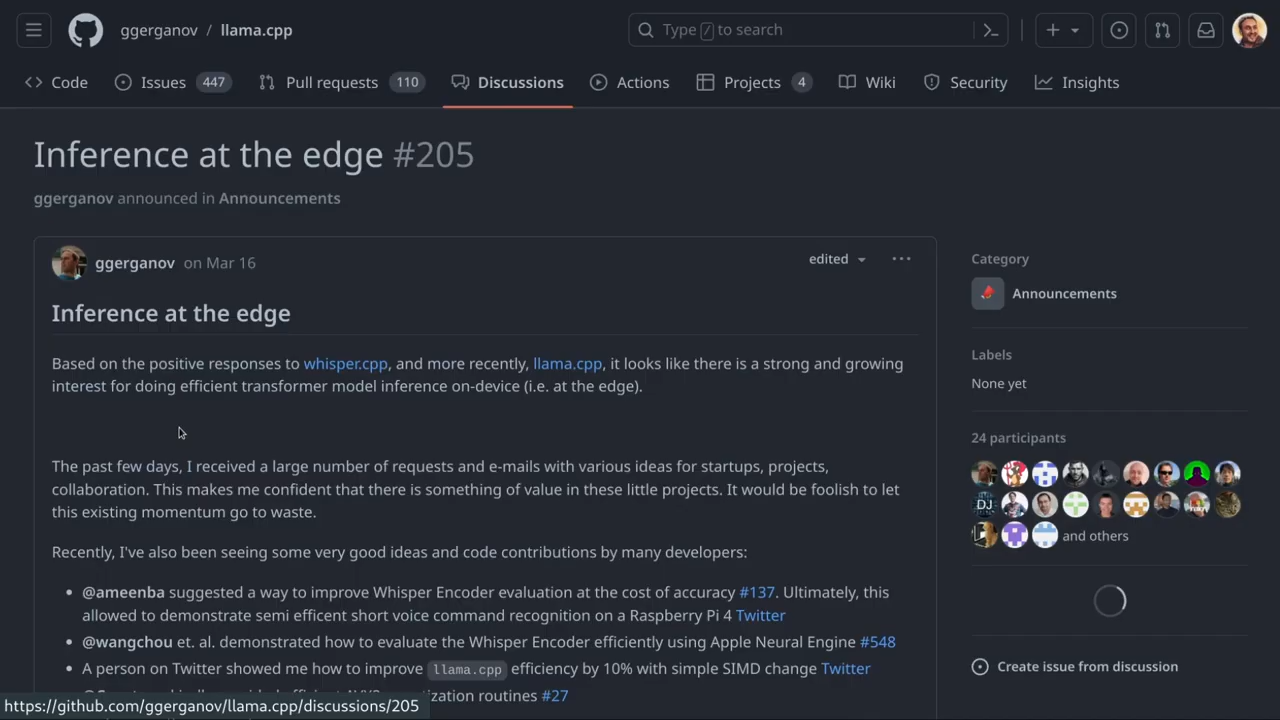 ggerganov / llama.cpp
Type / to search
Code
Issues 447
Pull requests 110
Discussions
Actions
Projects 4
Wiki
Security
Insights
Inference at the edge #205
ggerganov announced in Announcements
ggerganov on Mar 16
edited
Inference at the edge
Based on the positive responses to whisper.cpp, and more recently, llama.cpp, it looks like there is a strong and growing
interest for doing efficient transformer model inference on-device (i.e. at the edge).
The past few days, I received a large number of requests and e-mails with various ideas for startups, projects,
collaboration. This makes me confident that there is something of value in these little projects. It would be foolish to let
this existing momentum go to waste.
Recently, I've also been seeing some very good ideas and code contributions by many developers:
• @ameenba suggested a way to improve Whisper Encoder evaluation at the cost of accuracy #137. Ultimately, this
allowed to demonstrate semi efficent short voice command recognition on a Raspberry Pi 4 Twitter
• @wangchou et. al. demonstrated how to evaluate the Whisper Encoder efficiently using Apple Neural Engine #548
• A person on Twitter showed me how to improve llama.cpp efficiency by 10% with simple SIMD change Twitter
routines #27
Category
Announcements
Labels
None yet
24 participants
DJ
and others
Create issue from discussion
https://github.com/ggerganov/llama.cpp/discussions/205